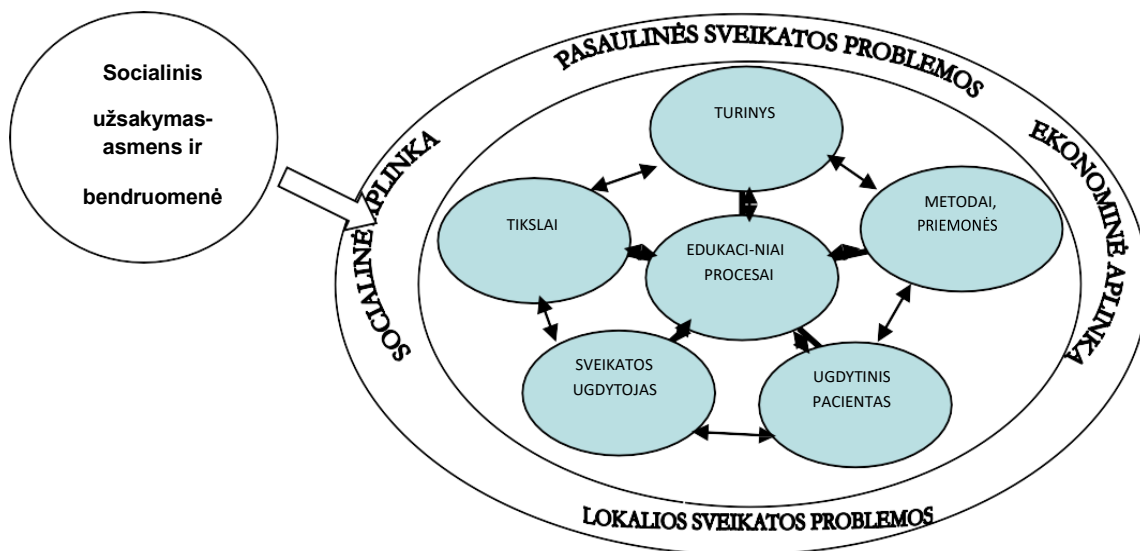 Socialinis
užsakymas-
asmens ir
bendruomenė
PASAULINĖS SVEIKATOS PROBLEMOS
SOCIALINĖ APLINKA
EKONOMINĖ APLINKA
TURINYS
TIKSLAI
METODAI,
PRIEMONĖS
EDUKACI-NIAI
PROCESAI
SVEIKATOS
UGDYTOJAS
UGDYTINIS
PACIENTAS
LOKALIOS SVEIKATOS PROBLEMOS